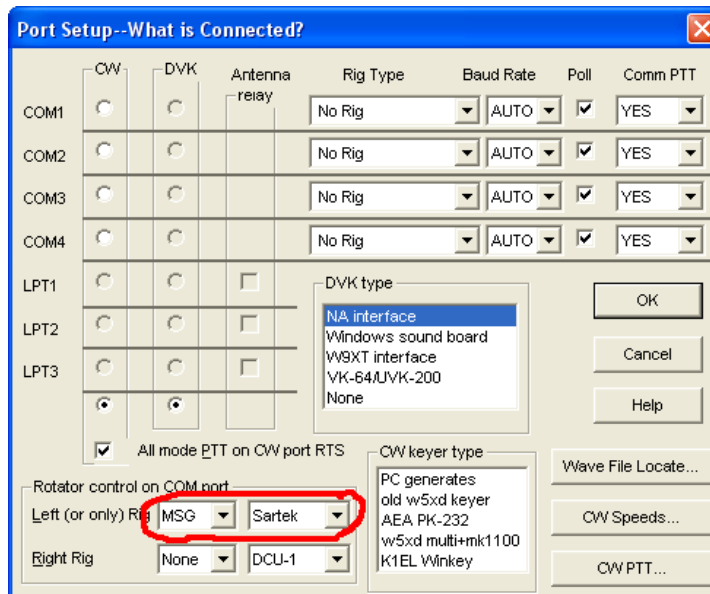 Port Setup--What is Connected?
CW DVK Antenna relay Rig Type Baud Rate Poll Comm PTT
COM1 No Rig AUTO YES
COM2 No Rig AUTO YES
COM3 No Rig AUTO YES
COM4 No Rig AUTO YES
LPT1
LPT2
LPT3
DVK type
NA interface
Windows sound board
W9XT interface
VK-64/UVK-200
None
OK
Cancel
Help
All mode PTT on CW port RTS
Rotator control on COM port
Left (or only) Rig MSG Sartek
Right Rig None DCU-1
CW keyer type
PC generates
old w5xd keyer
AEA PK-232
w5xd multi+mk1100
K1EL Winkey
Wave File Locate...
CW Speeds...
CW PTT...